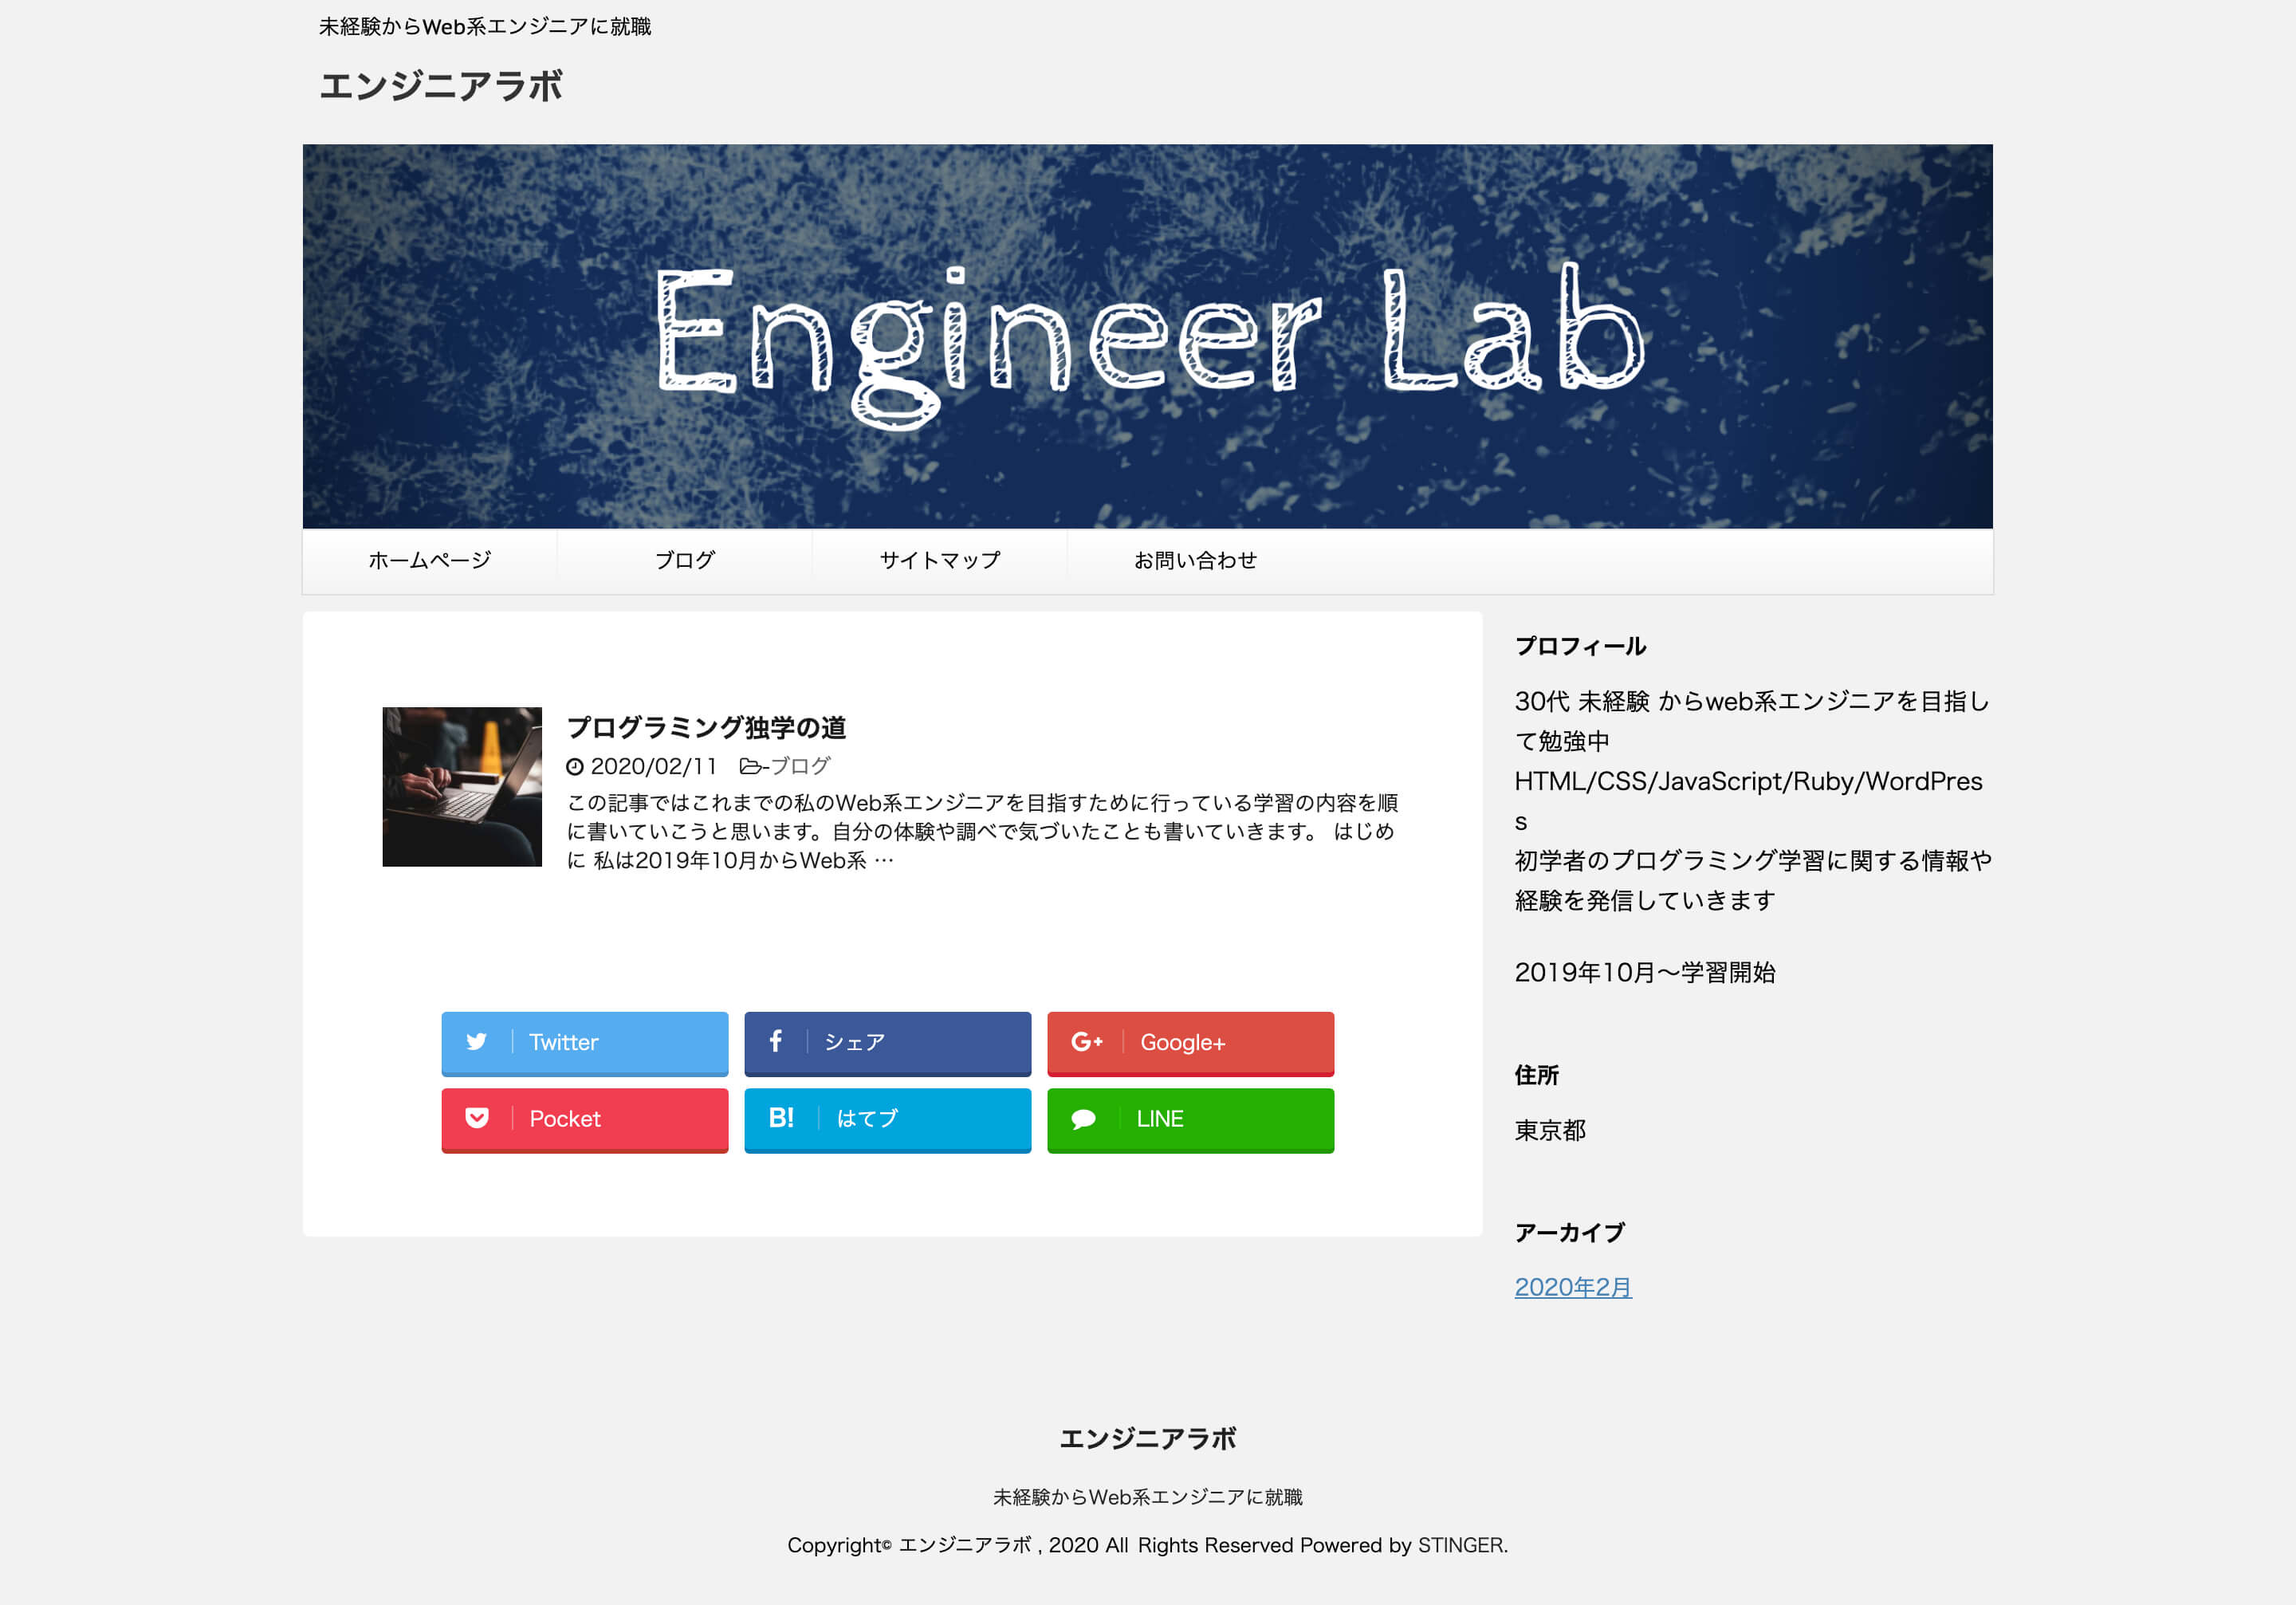 未経験からWeb系エンジニアに就職
エンジニアラボ
Engineer Lab
ホームページ
ブログ
サイトマップ
お問い合わせ
プログラミング独学の道
2020/02/11 -ブログ
この記事ではこれまでの私のWeb系エンジニアを目指すために行っている学習の内容を順
に書いていこうと思います。自分の体験や調べで気づいたことも書いていきます。 はじめ
に 私は2019年10月からWeb系 …
Twitter
シェア
G+ Google+
Pocket
B! はてブ
LINE
プロフィール
30代 未経験 からweb系エンジニアを目指し
て勉強中
HTML/CSS/JavaScript/Ruby/WordPres
s
初学者のプログラミング学習に関する情報や
経験を発信していきます
2019年10月〜学習開始
住所
東京都
アーカイブ
2020年2月
エンジニアラボ
未経験からWeb系エンジニアに就職
Copyright© エンジニアラボ , 2020 All Rights Reserved Powered by STINGER.